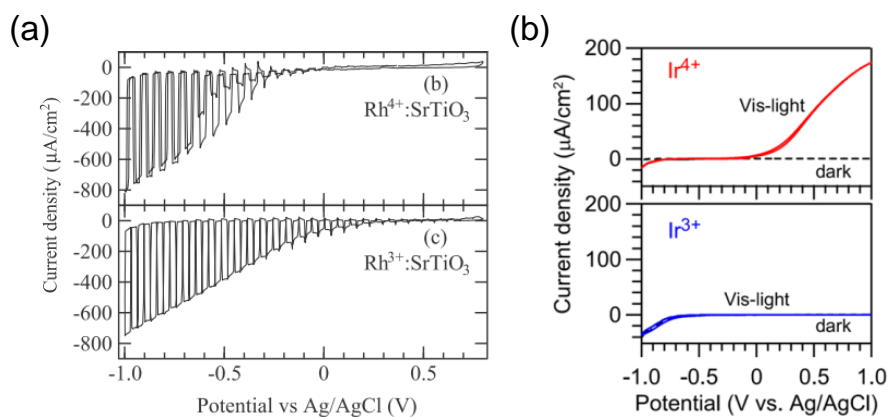 (a)
Current density (µA/cm²)
0
-200
-400
-600
-800
(b)
Rh⁴⁺:SrTiO₃
0
-200
-400
-600
-800
(c)
Rh³⁺:SrTiO₃
-1.0
-0.5
0
0.5
Potential vs Ag/AgCl (V)
(b)
Current density (µA/cm²)
200
100
0
Ir⁴⁺
Vis-light
dark
200
100
0
Ir³⁺
Vis-light
dark
-1.0
-0.5
0
0.5
1.0
Potential (V vs. Ag/AgCl)